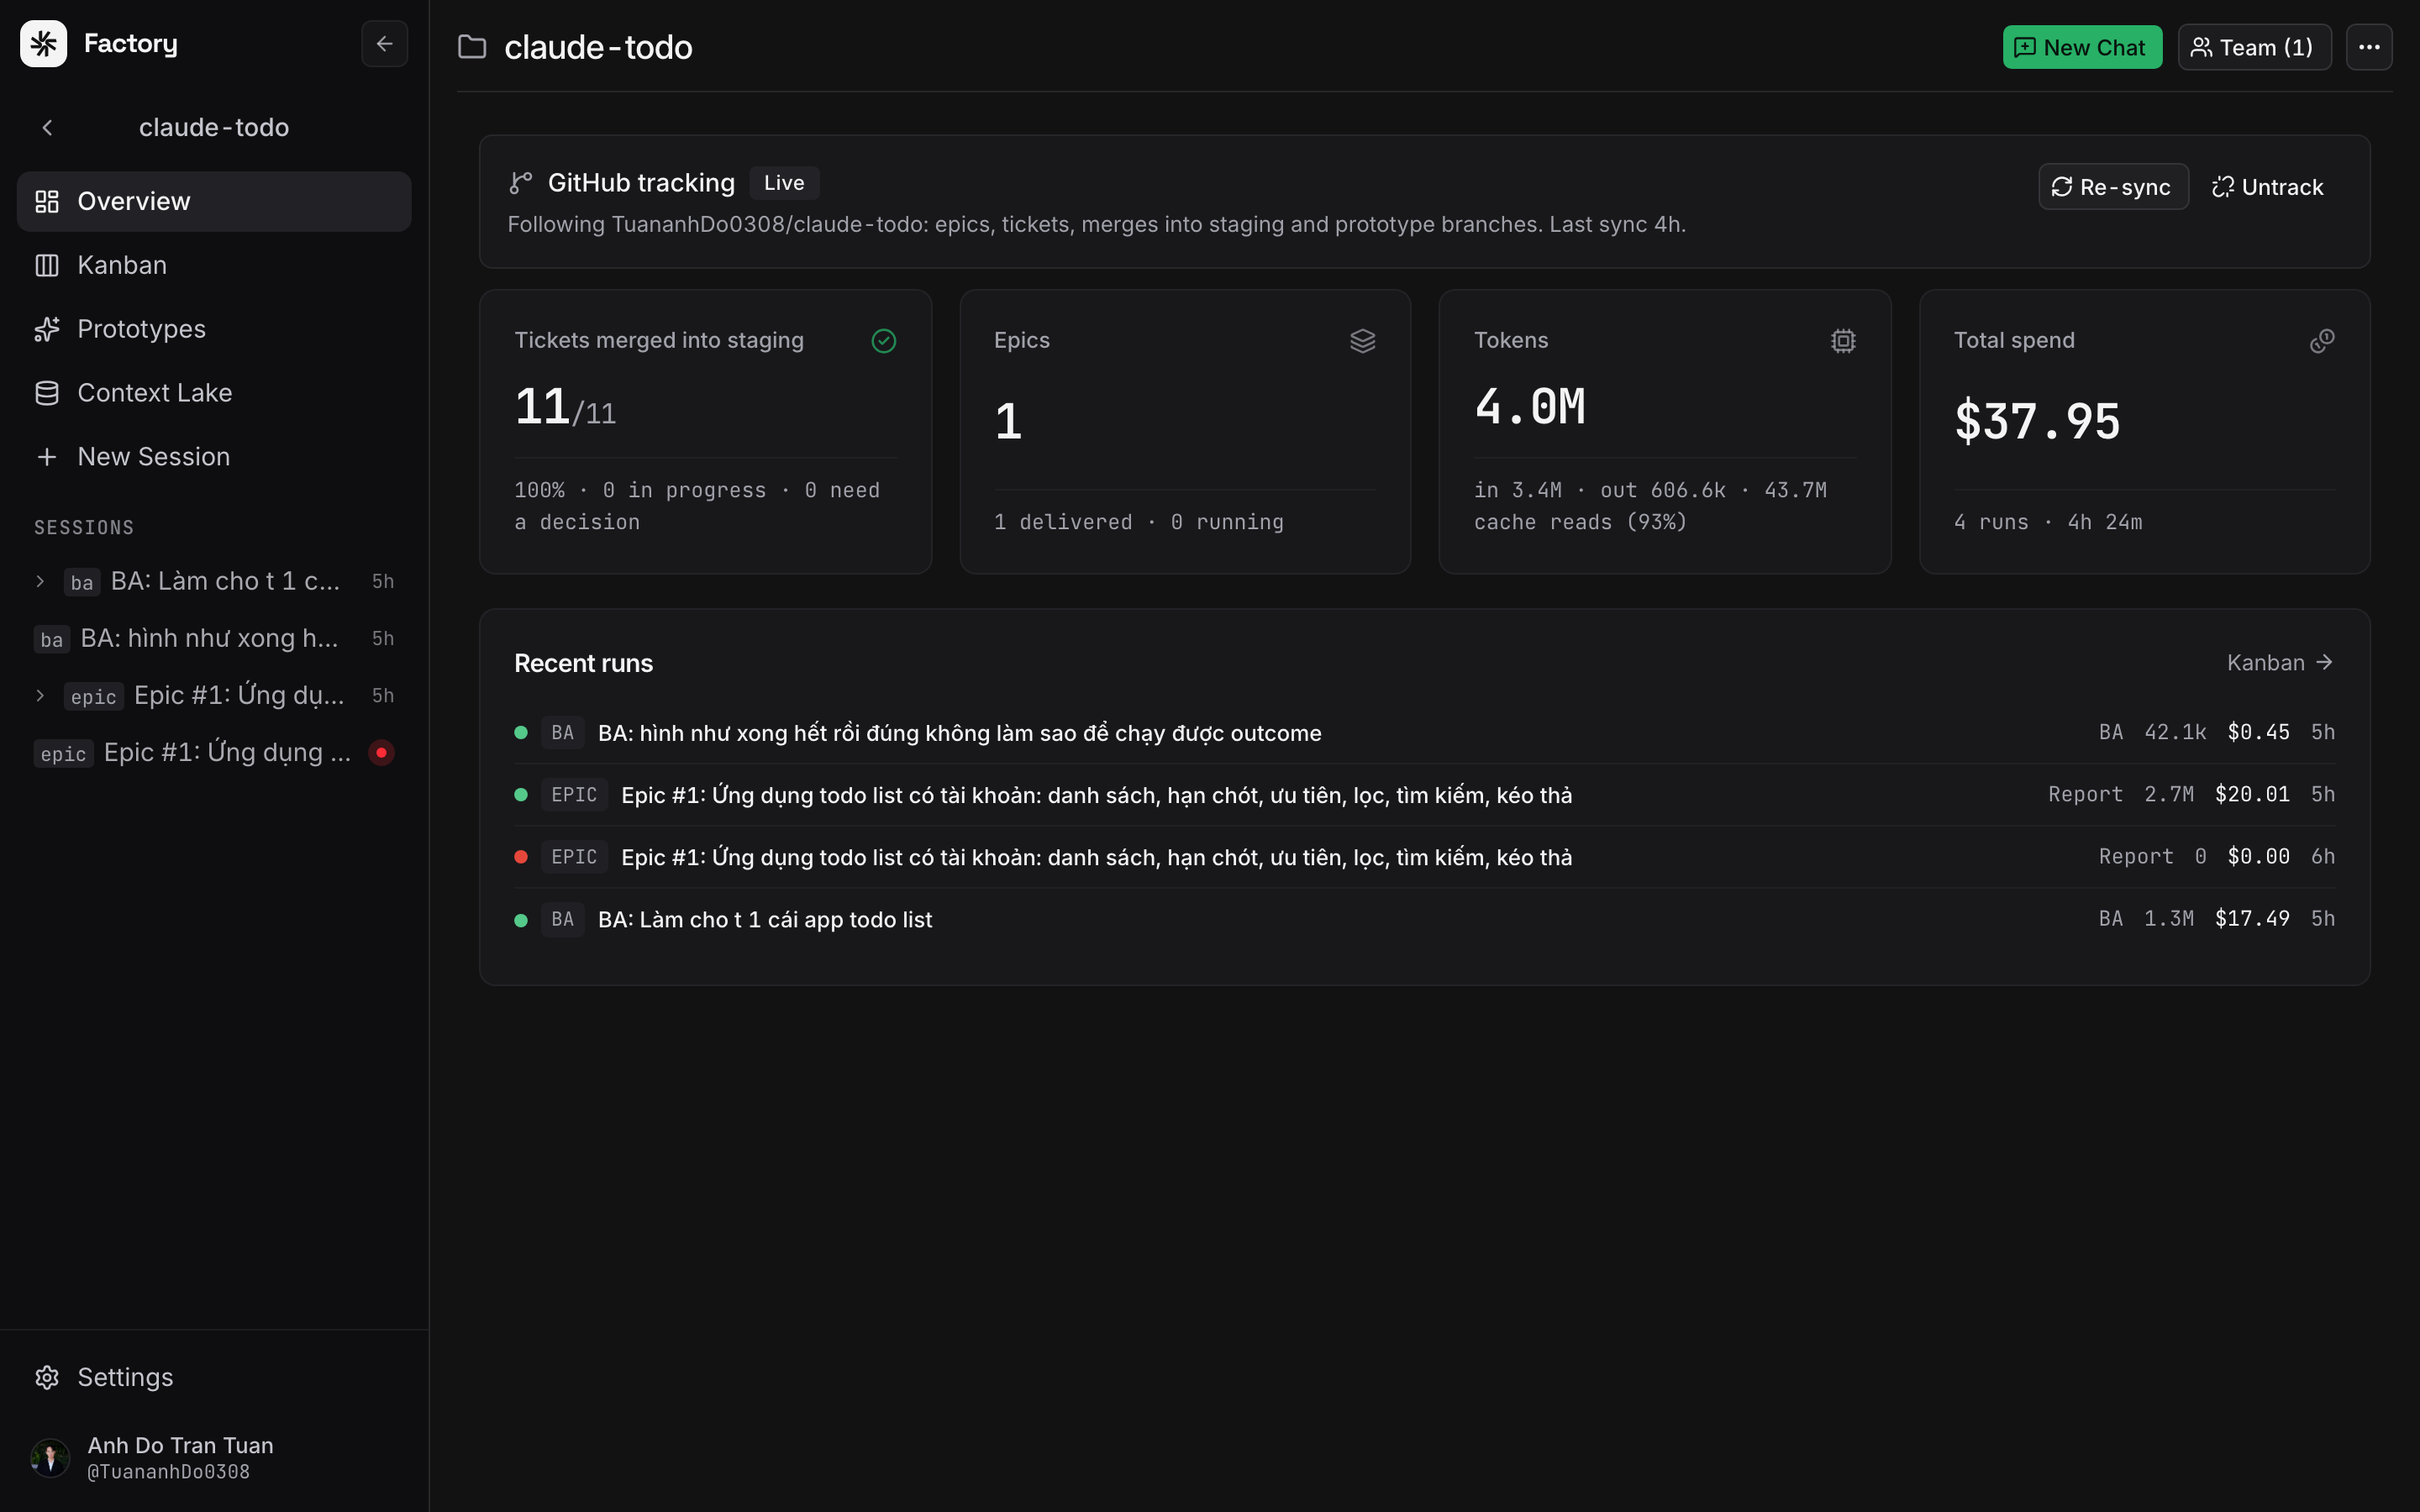 Factory
claude-todo
Overview
Kanban
Prototypes
Context Lake
New Session
SESSIONS
ba BA: Làm cho t 1 c... 5h
ba BA: hình như xong h... 5h
epic Epic #1: Ứng dụ... 5h
epic Epic #1: Ứng dụng ...
Settings
Anh Do Tran Tuan
@TuananhDo0308
claude-todo
New Chat
Team (1)
GitHub tracking Live
Re-sync
Untrack
Following TuananhDo0308/claude-todo: epics, tickets, merges into staging and prototype branches. Last sync 4h.
Tickets merged into staging
11/11
100% · 0 in progress · 0 need
a decision
Epics
1
1 delivered · 0 running
Tokens
4.0M
in 3.4M · out 606.6k · 43.7M
cache reads (93%)
Total spend
$37.95
4 runs · 4h 24m
Recent runs
Kanban
BA BA: hình như xong hết rồi đúng không làm sao để chạy được outcome BA 42.1k $0.45 5h
EPIC Epic #1: Ứng dụng todo list có tài khoản: danh sách, hạn chót, ưu tiên, lọc, tìm kiếm, kéo thả Report 2.7M $20.01 5h
EPIC Epic #1: Ứng dụng todo list có tài khoản: danh sách, hạn chót, ưu tiên, lọc, tìm kiếm, kéo thả Report 0 $0.00 6h
BA BA: Làm cho t 1 cái app todo list BA 1.3M $17.49 5h